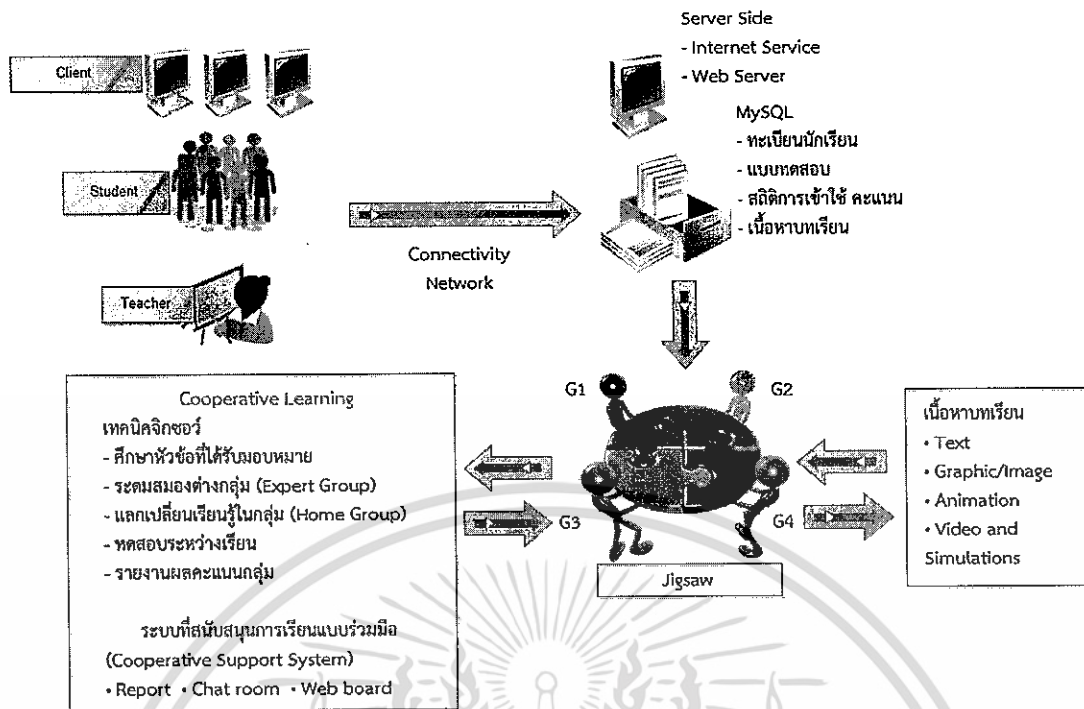 Client
Student
Teacher
Connectivity
Network
Server Side
- Internet Service
- Web Server
MySQL
- ทะเบียนนักเรียน
- แบบทดสอบ
- สถิติการเข้าใช้ คะแนน
- เนื้อหาบทเรียน
Cooperative Learning
เทคนิคจิกซอว์
- ศึกษาหัวข้อที่ได้รับมอบหมาย
- ระดมสมองต่างกลุ่ม (Expert Group)
- แลกเปลี่ยนเรียนรู้ในกลุ่ม (Home Group)
- ทดสอบระหว่างเรียน
- รายงานผลคะแนนกลุ่ม
ระบบที่สนับสนุนการเรียนแบบร่วมมือ
(Cooperative Support System)
• Report • Chat room • Web board
G1
G2
G3
G4
Jigsaw
เนื้อหาบทเรียน
• Text
• Graphic/Image
• Animation
• Video and
Simulations